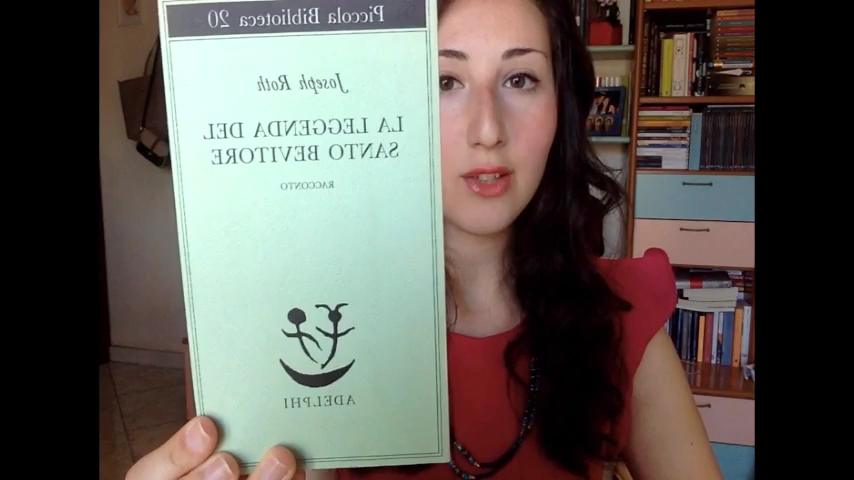 Piccola Biblioteca 20
Joseph Roth
LA LEGGENDA DEL
SANTO BEVITORE
RACCONTO
ADELPHI